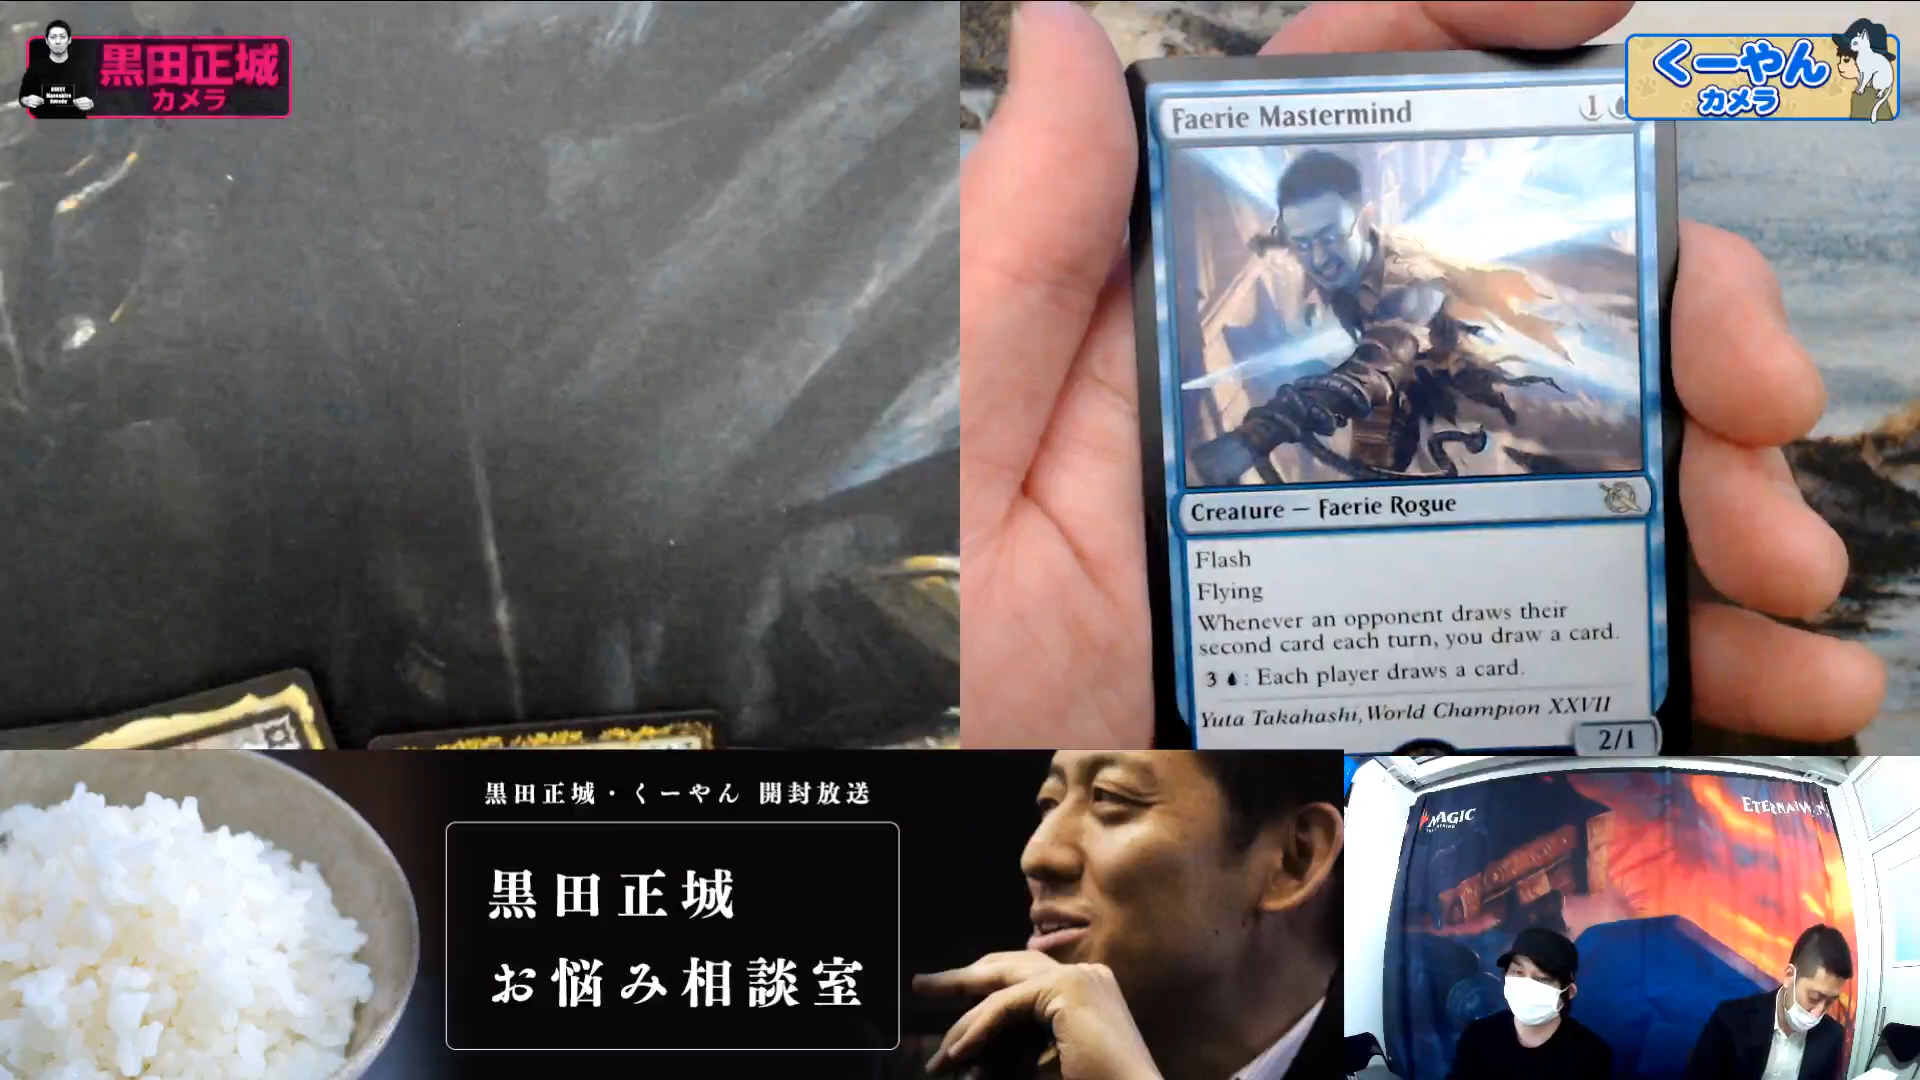 黒田正城
カメラ
くーやん
カメラ
Faerie Mastermind
1
Creature — Faerie Rogue
Flash
Flying
Whenever an opponent draws their
second card each turn, you draw a card.
3 : Each player draws a card.
Yuta Takahashi, World Champion XXVII
2/1
黒田正城・くーやん 開封放送
黒田正城
お悩み相談室
MAGIC